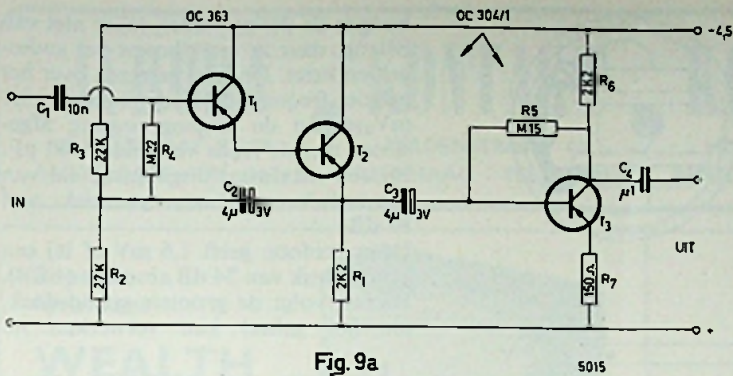 OC 363
OC 304/1
-4,5
C1
10n
T1
R3
22K
M22
R4
T2
R5
M15
2K2
R6
C2
4µ
3V
C3
4µ
3V
C4
µ1
T3
IN
UIT
27K
R2
2K2
R1
150Ω
R7
+
Fig. 9a
5015
WEALTH